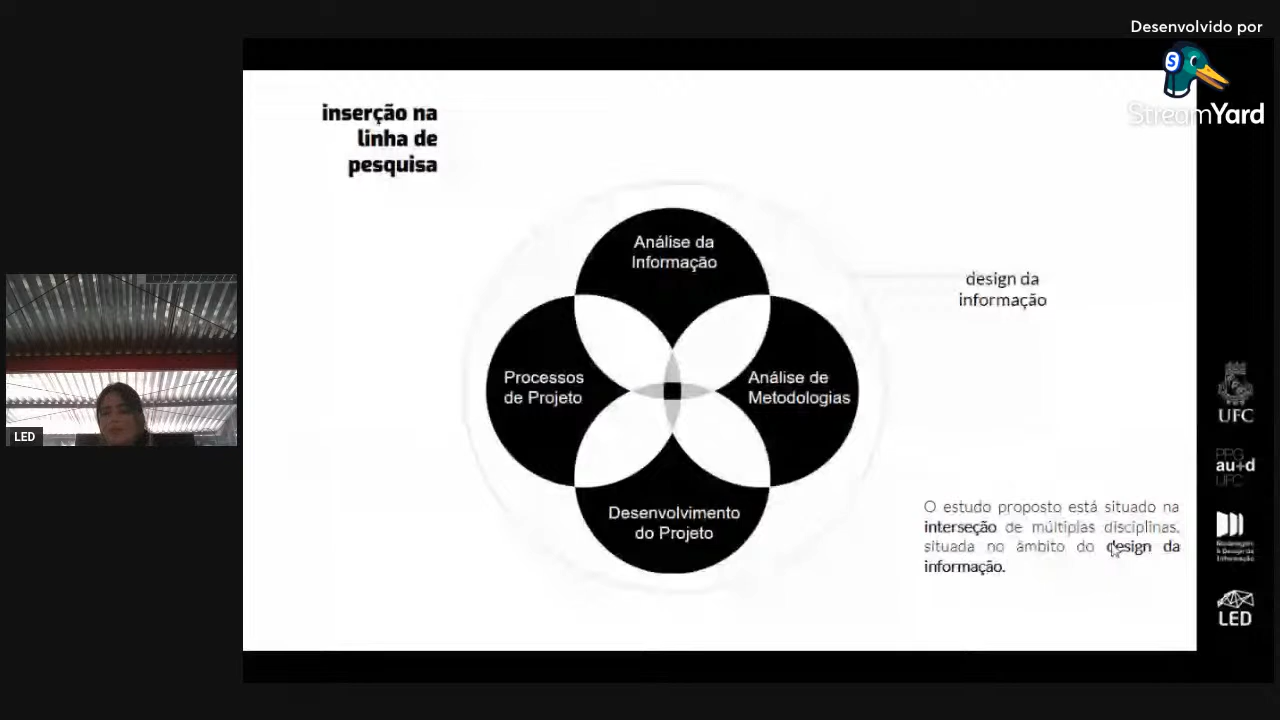 Desenvolvido por
StreamYard
inserção na
linha de
pesquisa
Análise da
Informação
design da
informação
Processos
de Projeto
Análise de
Metodologias
Desenvolvimento
do Projeto
O estudo proposto está situado na
interseção de múltiplas disciplinas,
situada no âmbito do design da
informação.
LED
UFC
PPG
au+d
UFC
LED